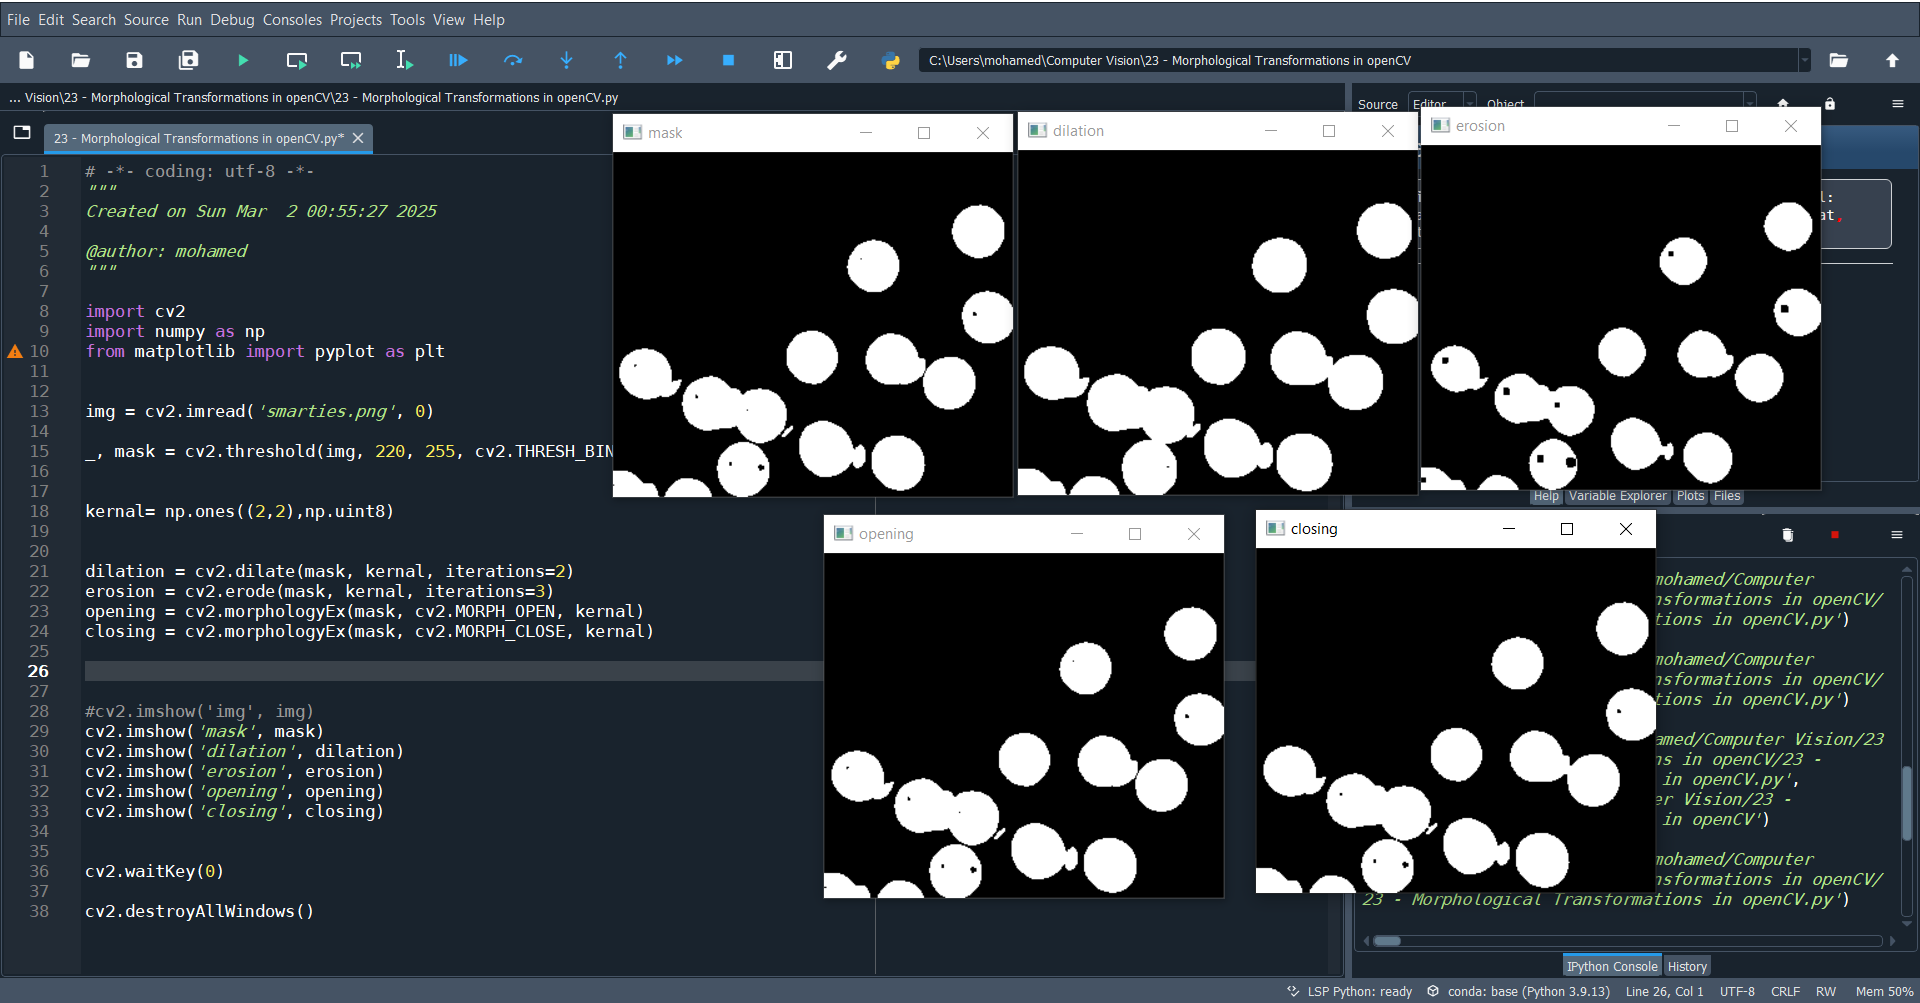 File Edit Search Source Run Debug Consoles Projects Tools View Help
C:\Users\mohamed\Computer Vision\23 - Morphological Transformations in openCV
... Vision\23 - Morphological Transformations in openCV\23 - Morphological Transformations in openCV.py
Source Editor Object
23 - Morphological Transformations in openCV.py*
mask
dilation
erosion
1 # -*- coding: utf-8 -*-
2 """
3 Created on Sun Mar  2 00:55:27 2025
4
5 @author: mohamed
6 """
7
8 import cv2
9 import numpy as np
10 from matplotlib import pyplot as plt
11
12
13 img = cv2.imread('smarties.png', 0)
14
15 _, mask = cv2.threshold(img, 220, 255, cv2.THRESH_BIN
16
17
18 kernal= np.ones((2,2),np.uint8)
19
20
21 dilation = cv2.dilate(mask, kernal, iterations=2)
22 erosion = cv2.erode(mask, kernal, iterations=3)
23 opening = cv2.morphologyEx(mask, cv2.MORPH_OPEN, kernal)
24 closing = cv2.morphologyEx(mask, cv2.MORPH_CLOSE, kernal)
25
26
27
28 #cv2.imshow('img', img)
29 cv2.imshow('mask', mask)
30 cv2.imshow('dilation', dilation)
31 cv2.imshow('erosion', erosion)
32 cv2.imshow('opening', opening)
33 cv2.imshow('closing', closing)
34
35
36 cv2.waitKey(0)
37
38 cv2.destroyAllWindows()
l:
at,
Help Variable Explorer Plots Files
opening
closing
mohamed/Computer
nsformations in openCV/
tions in openCV.py')
mohamed/Computer
nsformations in openCV/
tions in openCV.py')
amed/Computer Vision/23
ns in openCV/23 -
in openCV.py',
er Vision/23 -
in openCV')
mohamed/Computer
nsformations in openCV/
23 - Morphological Transformations in openCV.py')
IPython Console History
LSP Python: ready conda: base (Python 3.9.13) Line 26, Col 1 UTF-8 CRLF RW Mem 50%